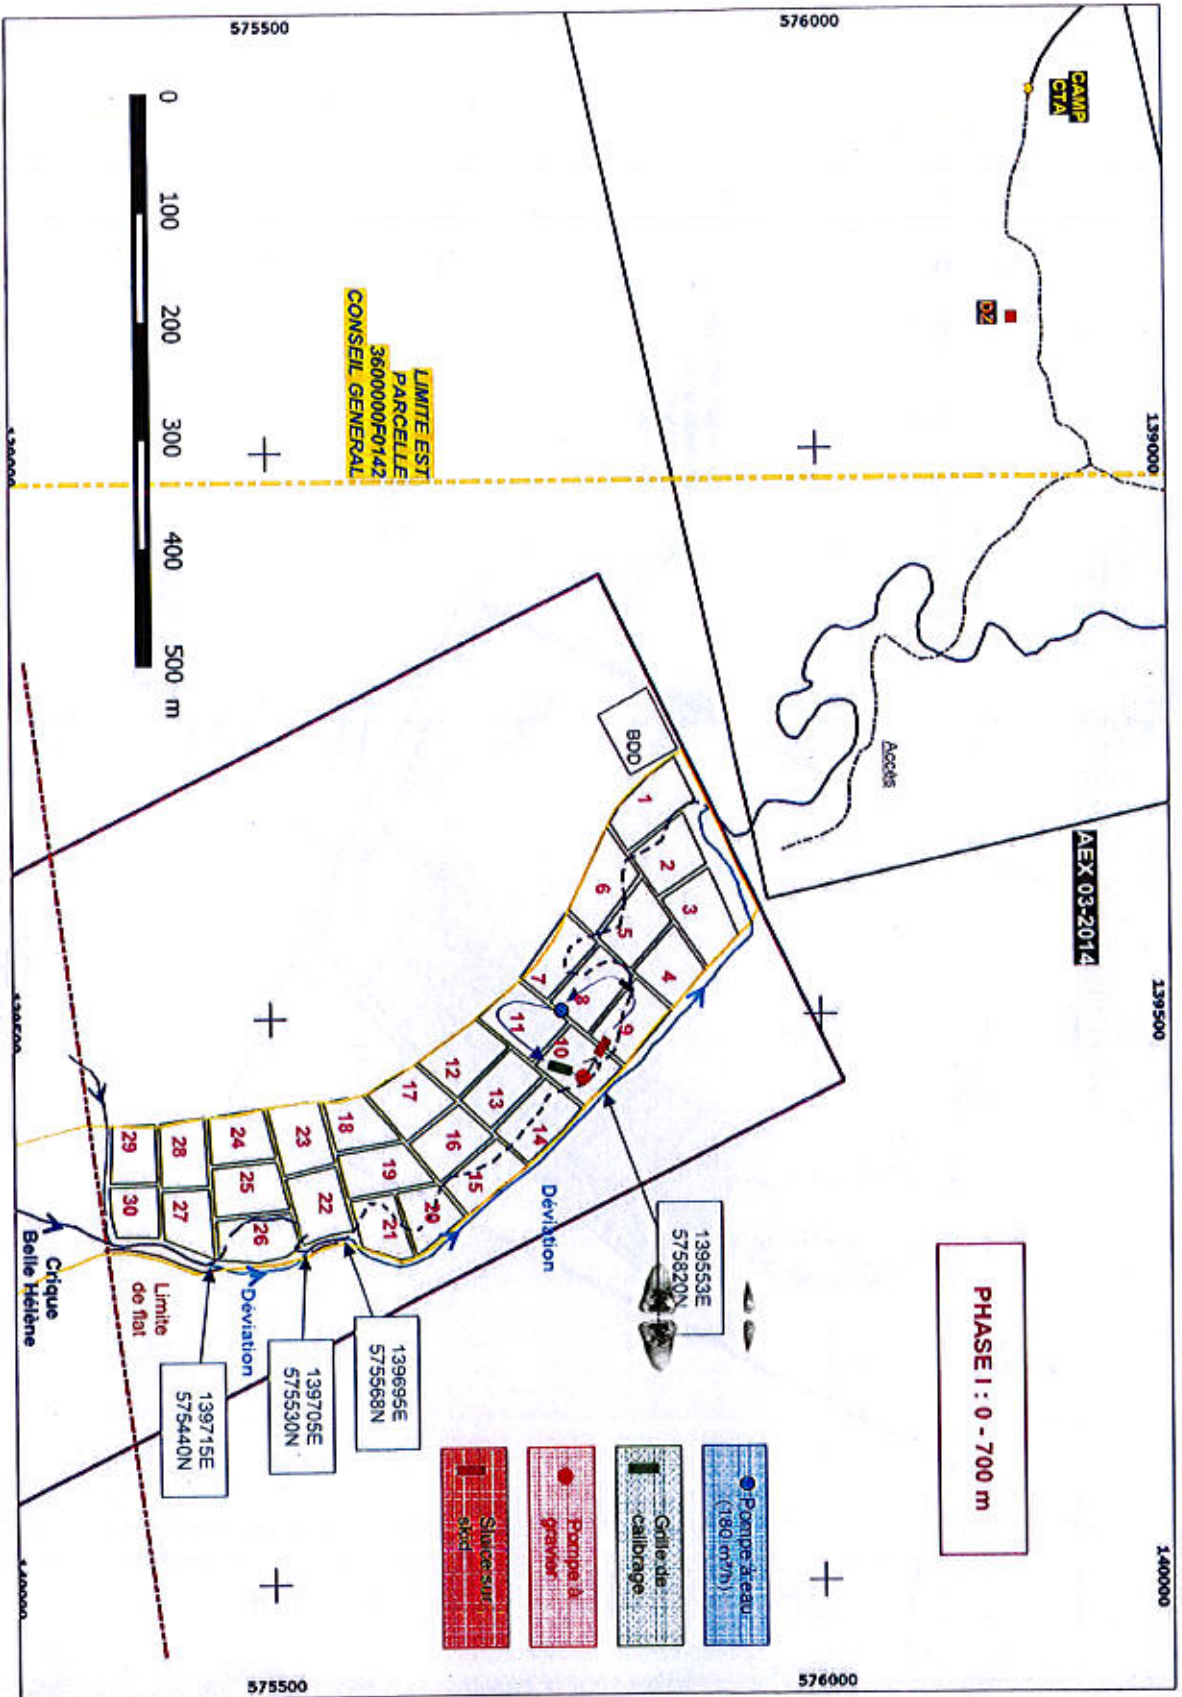 575500
576000
CAMP
CTA
DZ
0
100
200
300
400
500 m
LIMITE EST
PARCELLE
3600000F0142
CONSEIL GENERAL
139000
Accès
AEX 03-2014
139500
BDD
1
2
3
4
5
6
7
8
9
10
11
12
13
14
15
16
17
18
19
20
21
22
23
24
25
26
27
28
29
30
Déviation
139553E
575820N
PHASE I : 0 - 700 m
Crique
Belle Hélène
Limite
de flat
Déviation
139715E
575440N
139705E
575530N
139695E
575568N
Pompe à eau
(180 m³/h)
Grille de
calibrage
Pompe à
gravier
Sluice sur
skid
140000
575500
576000